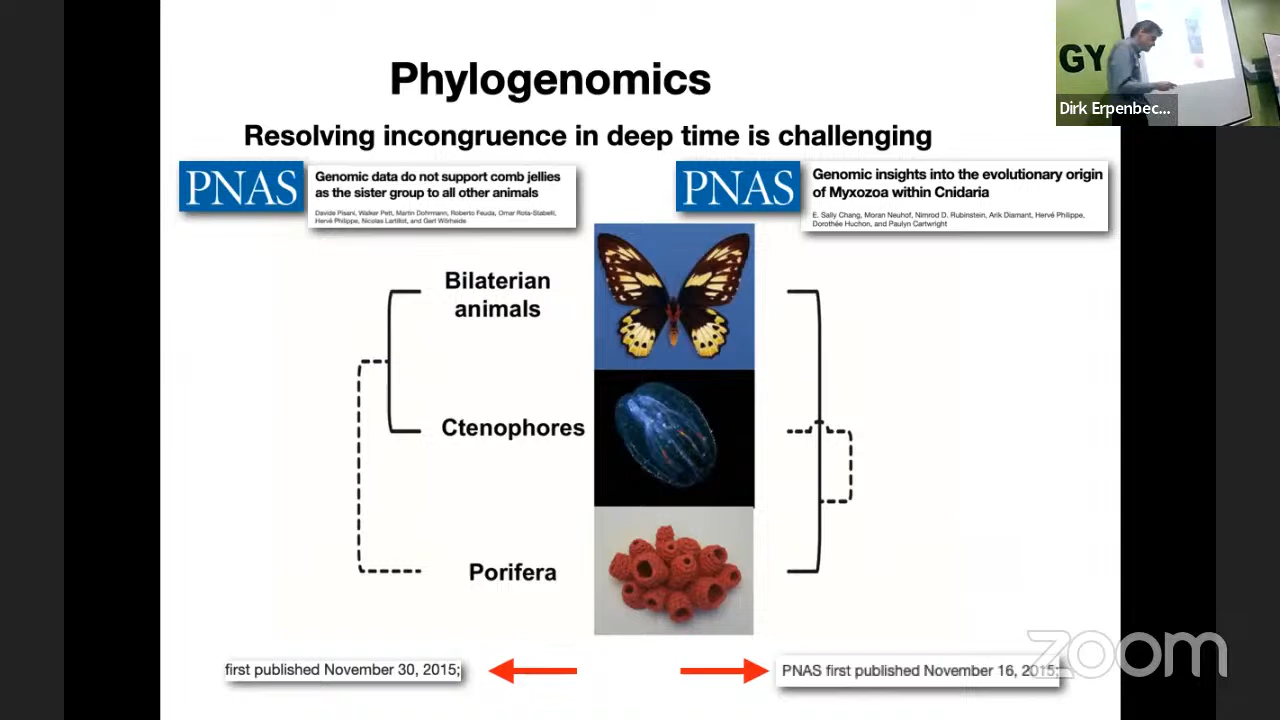 Phylogenomics
Resolving incongruence in deep time is challenging
PNAS
Genomic data do not support comb jellies
as the sister group to all other animals
Davide Pisani, Walker Pett, Martin Dohrmann, Roberto Feuda, Omar Rota-Stabelli,
Hervé Philippe, Nicolas Lartillot, and Gert Wörheide
PNAS
Genomic insights into the evolutionary origin
of Myxozoa within Cnidaria
E. Sally Chang, Moran Neuhof, Nimrod D. Rubinstein, Arik Diamant, Hervé Philippe,
Dorothée Huchon, and Paulyn Cartwright
Bilaterian
animals
Ctenophores
Porifera
first published November 30, 2015;
PNAS first published November 16, 2015;
GY
Dirk Erpenbec...
zoom